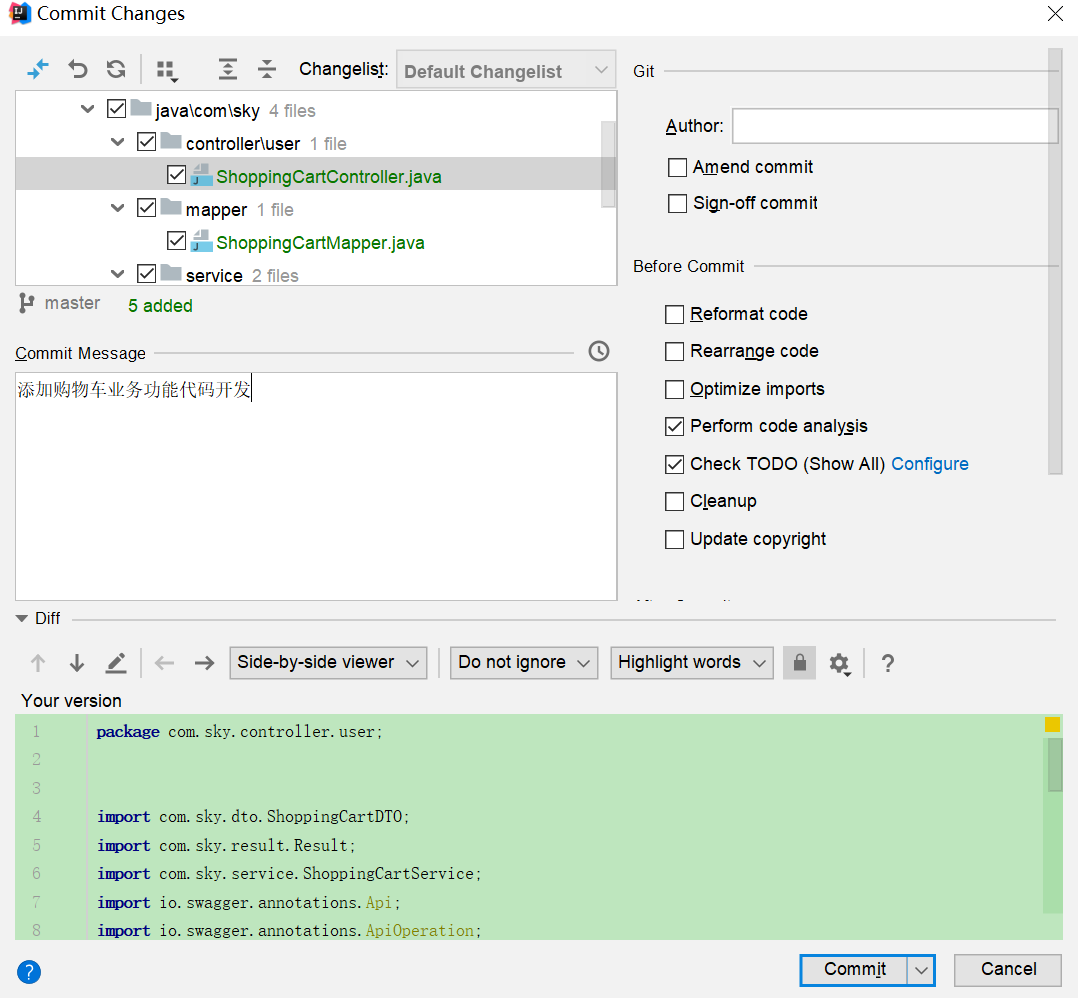 Commit Changes
Changelist: Default Changelist
java\com\sky 4 files
controller\user 1 file
ShoppingCartController.java
mapper 1 file
ShoppingCartMapper.java
service 2 files
master 5 added
Commit Message
添加购物车业务功能代码开发
Git
Author:
Amend commit
Sign-off commit
Before Commit
Reformat code
Rearrange code
Optimize imports
Perform code analysis
Check TODO (Show All) Configure
Cleanup
Update copyright
Diff
Side-by-side viewer Do not ignore Highlight words ?
Your version
1 package com.sky.controller.user;
2
3
4 import com.sky.dto.ShoppingCartDTO;
5 import com.sky.result.Result;
6 import com.sky.service.ShoppingCartService;
7 import io.swagger.annotations.Api;
8 import io.swagger.annotations.ApiOperation;
? Commit Cancel